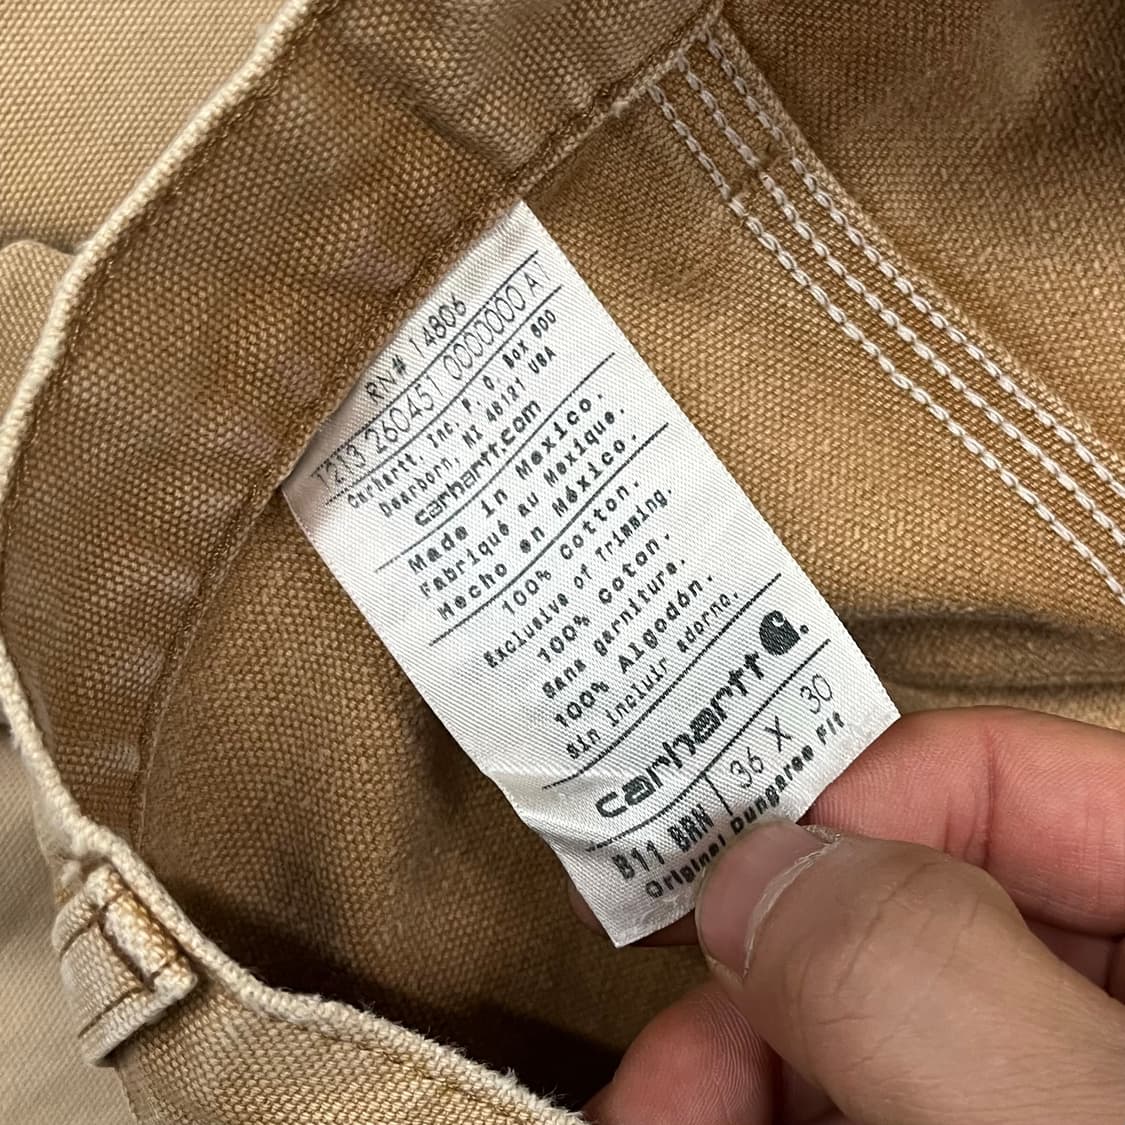 RN# 14806
1213 260451 0000000 AT
Carhartt, Inc. P. O. Box 600
Dearborn, MI 48121 USA
carhartt.com
Made in Mexico.
Fabriqué au Mexique.
Hecho en México.
100% Cotton.
Exclusive of Trimming.
100% Coton.
Sans garniture.
100% Algodón.
Sin incluir adorno.
carhartt
B11 BRN 36 X 30
Original Dungaree Fit